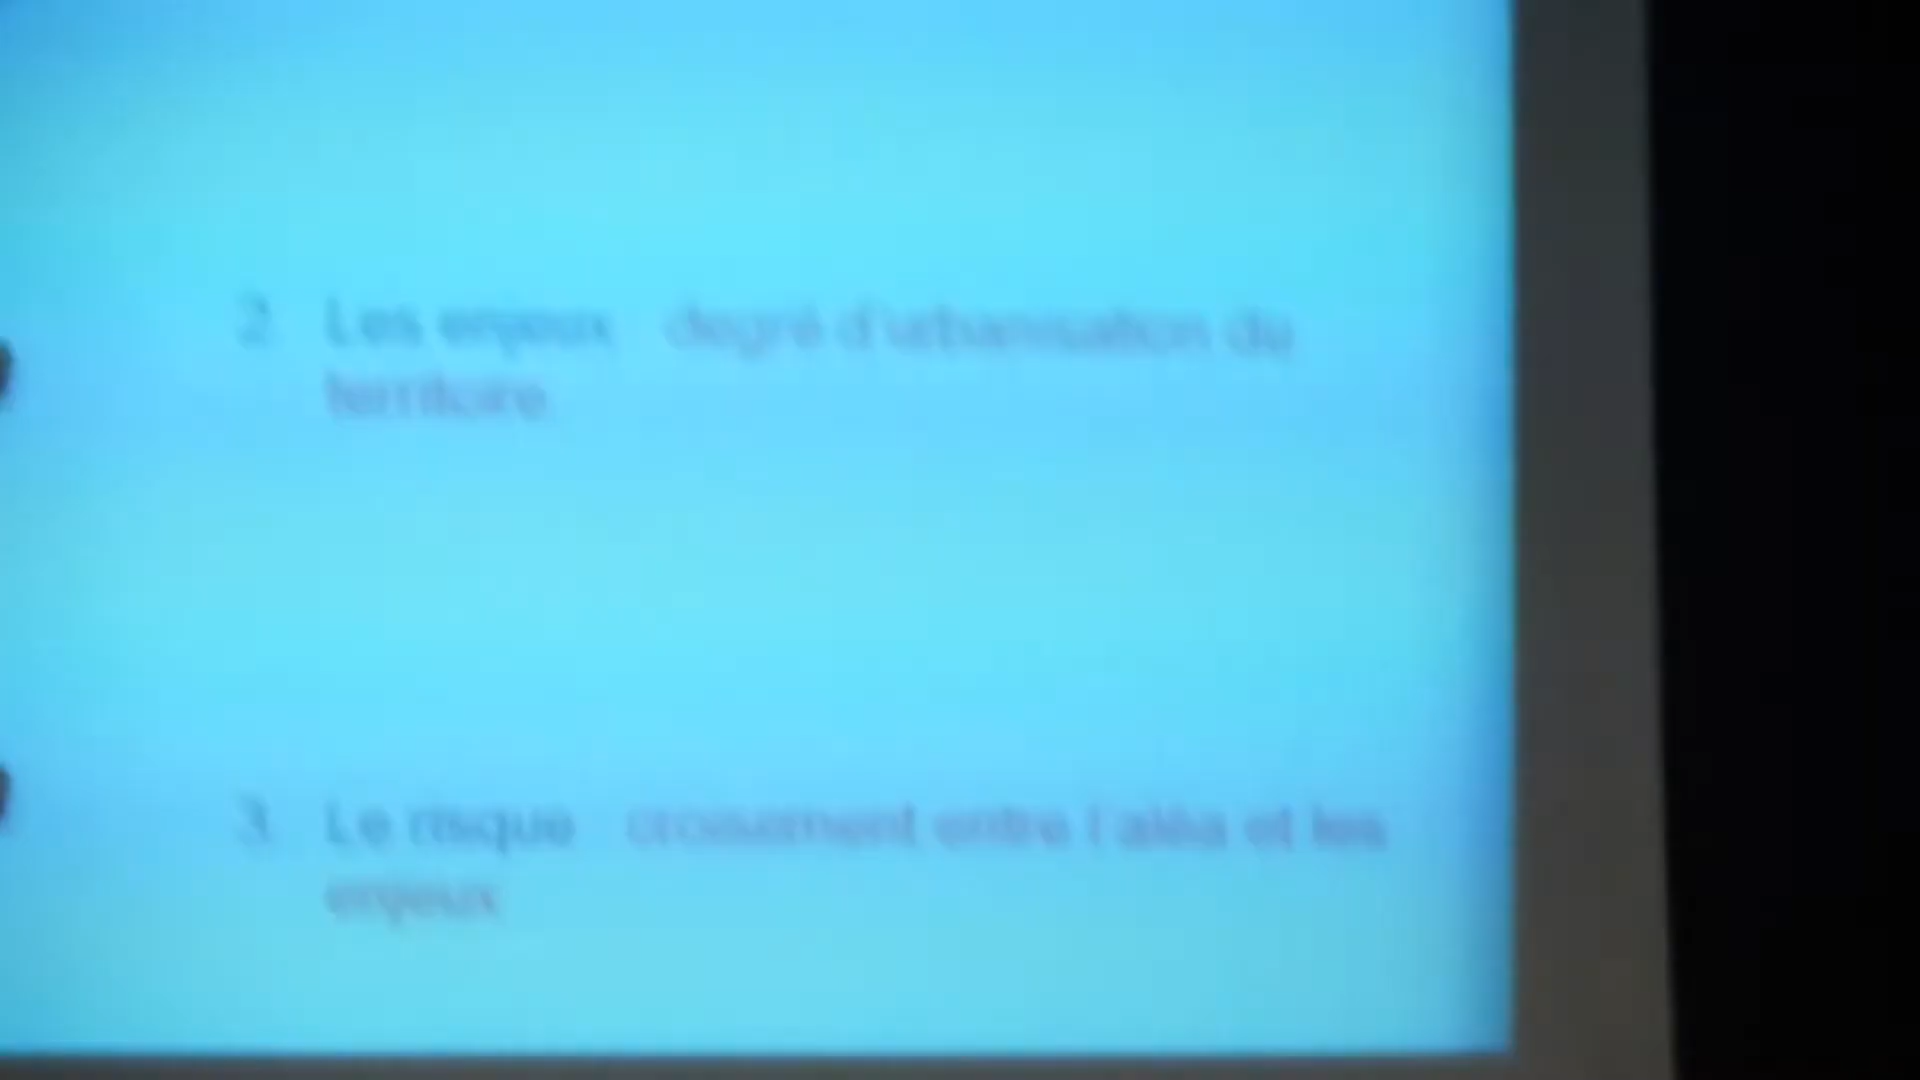 2. Les enjeux : degré d'urbanisation du
territoire
3. Le risque : croisement entre l'aléa et les
enjeux